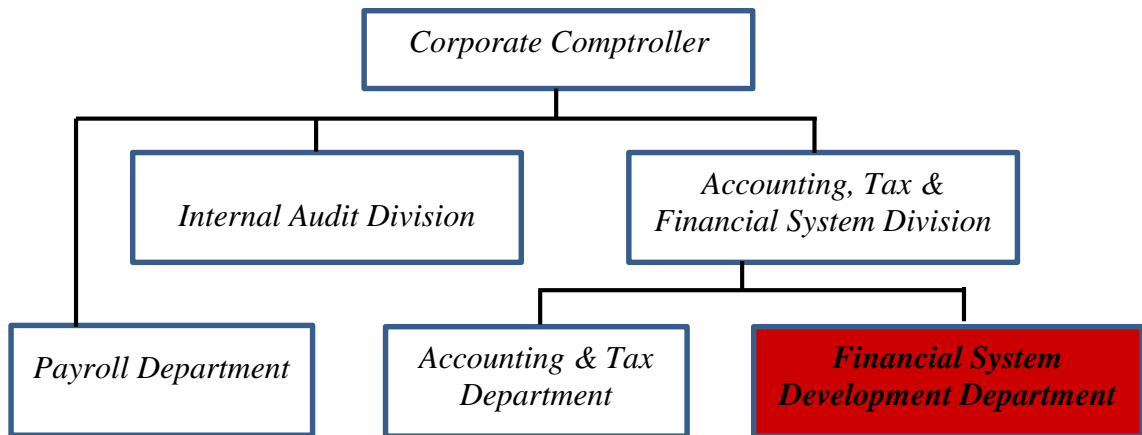 Corporate Comptroller
Internal Audit Division
Accounting, Tax &
Financial System Division
Payroll Department
Accounting & Tax
Department
Financial System
Development Department